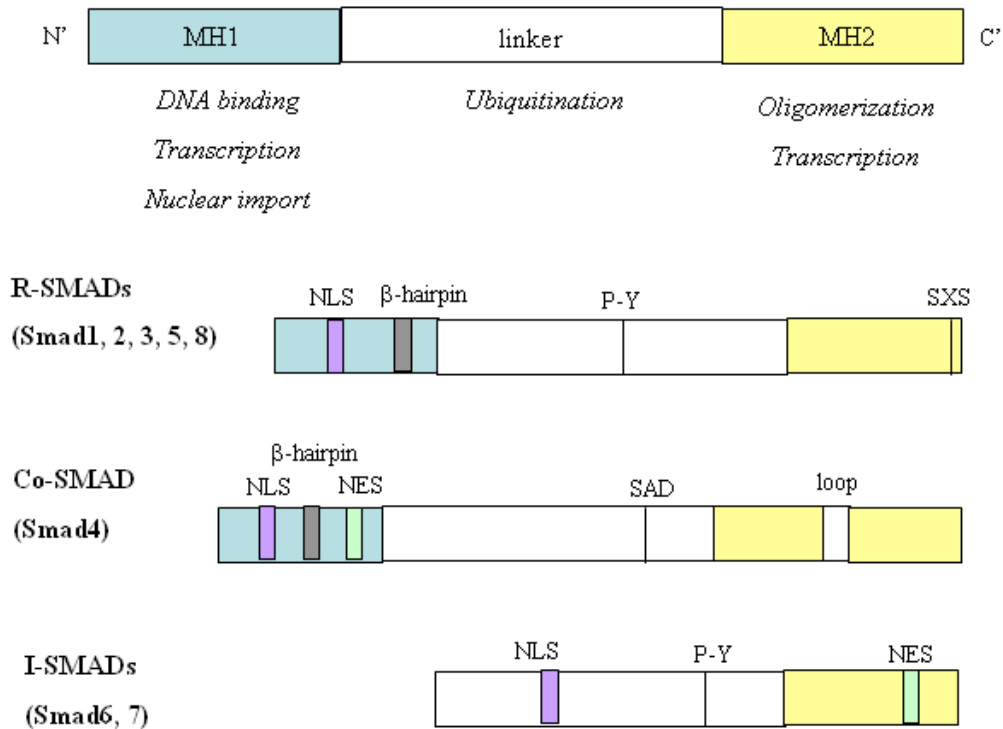 N’ MH1 linker MH2 C’
DNA binding Ubiquitination Oligomerization
Transcription Transcription
Nuclear import
R-SMADs
(Smad1, 2, 3, 5, 8)
NLS β-hairpin P-Y SXS
Co-SMAD
(Smad4)
β-hairpin
NLS NES SAD loop
I-SMADs
(Smad6, 7)
NLS P-Y NES